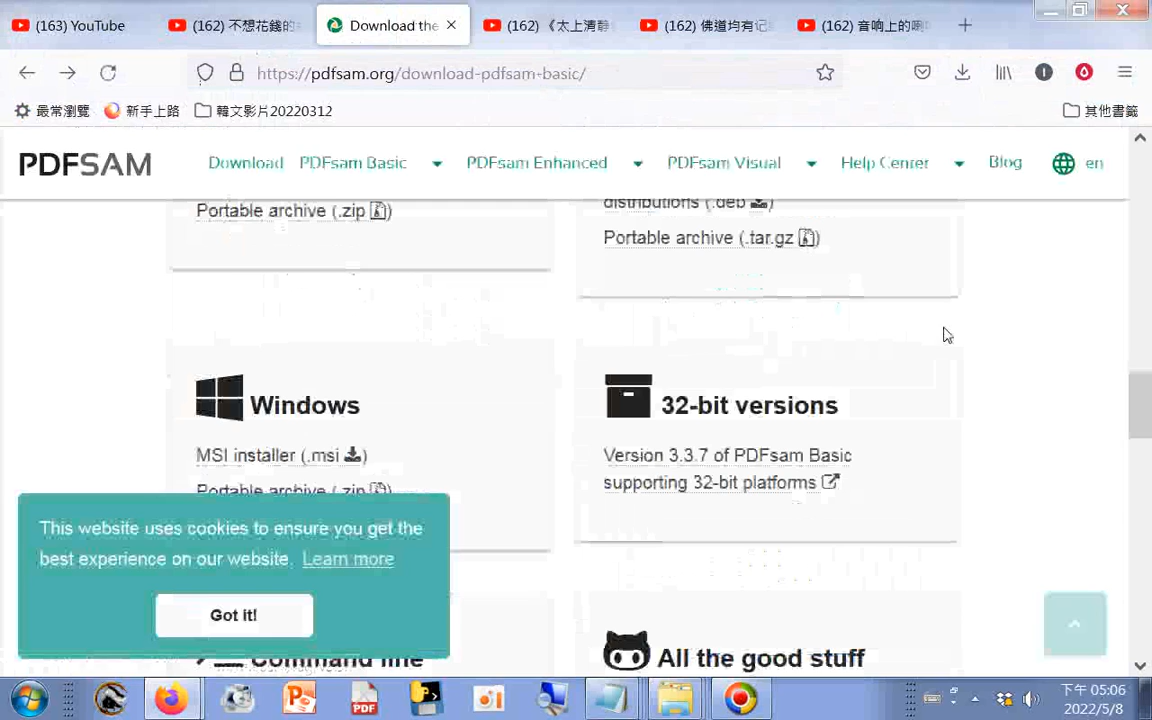 (163) YouTube
(162) 不想花錢的
Download the
(162) 《太上清靜
(162) 佛道均有记
(162) 音响上的喇
https://pdfsam.org/download-pdfsam-basic/
最常瀏覽
新手上路
韓文影片20220312
其他書籤
PDFSAM
Download
PDFsam Basic
PDFsam Enhanced
PDFsam Visual
Help Center
Blog
en
Portable archive (.zip)
distributions (.deb)
Portable archive (.tar.gz)
Windows
MSI installer (.msi)
Portable archive (.zip)
32-bit versions
Version 3.3.7 of PDFsam Basic
supporting 32-bit platforms
This website uses cookies to ensure you get the
best experience on our website. Learn more
Got it!
Command line
All the good stuff
PDF
下午 05:06
2022/5/8